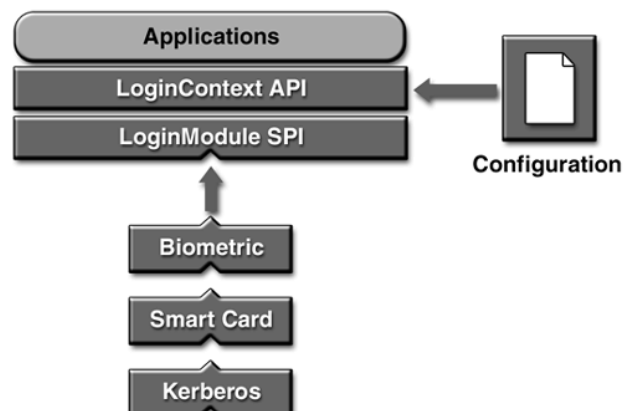 Applications
LoginContext API
LoginModule SPI
Configuration
Biometric
Smart Card
Kerberos